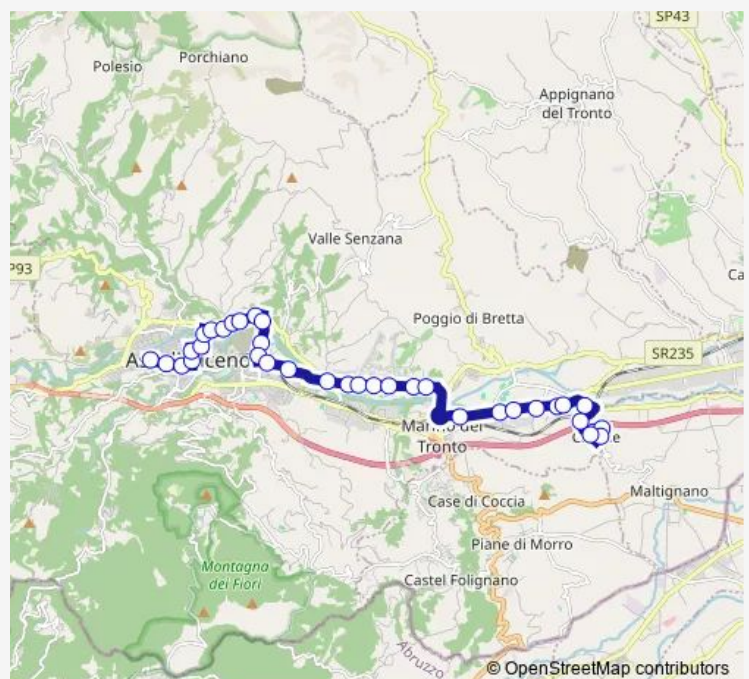 SP43
Polesio
Porchiano
Appignano
del Tronto
Valle Senzana
P93
Poggio di Bretta
SR235
Tronto
Maltignano
Case di Coccia
Piane di Morro
Montagna
dei Fiori
Castel Folignano
Abruzzo
© OpenStreetMap contributors